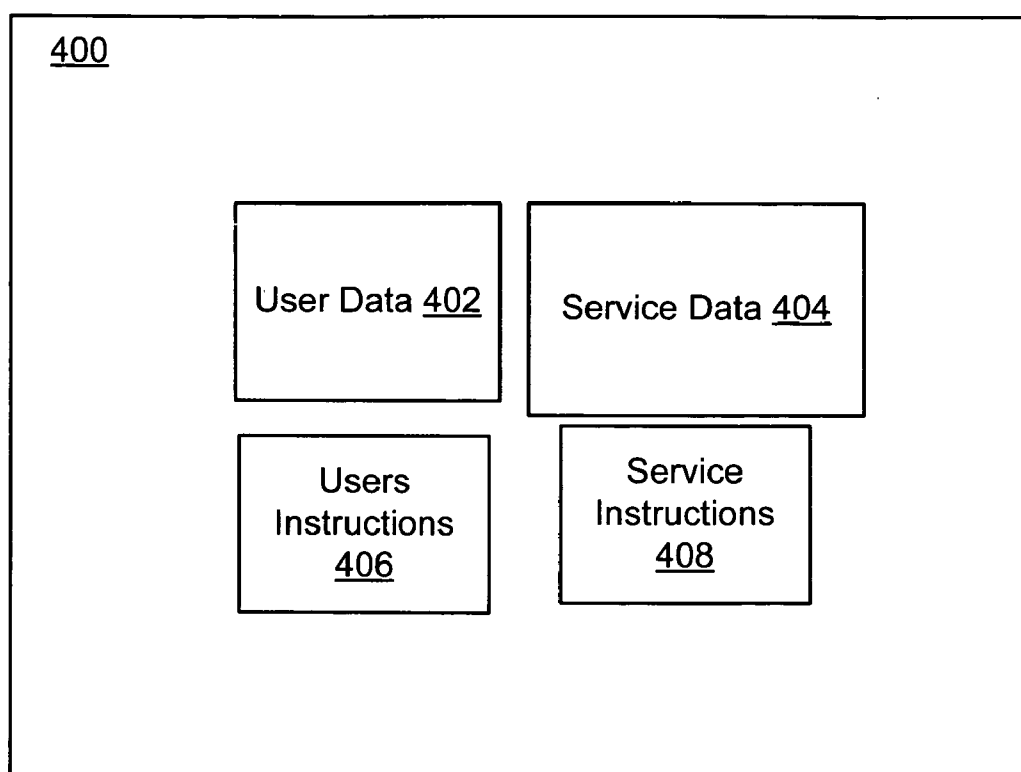 400
User Data 402
Service Data 404
Users
Instructions
406
Service
Instructions
408